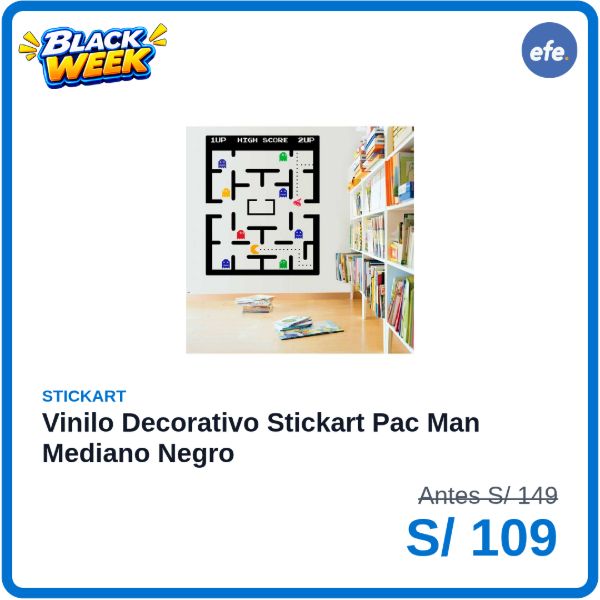 BLACK
WEEK
efe.
1UP HIGH SCORE 2UP
STICKART
Vinilo Decorativo Stickart Pac Man
Mediano Negro
Antes S/ 149
S/ 109